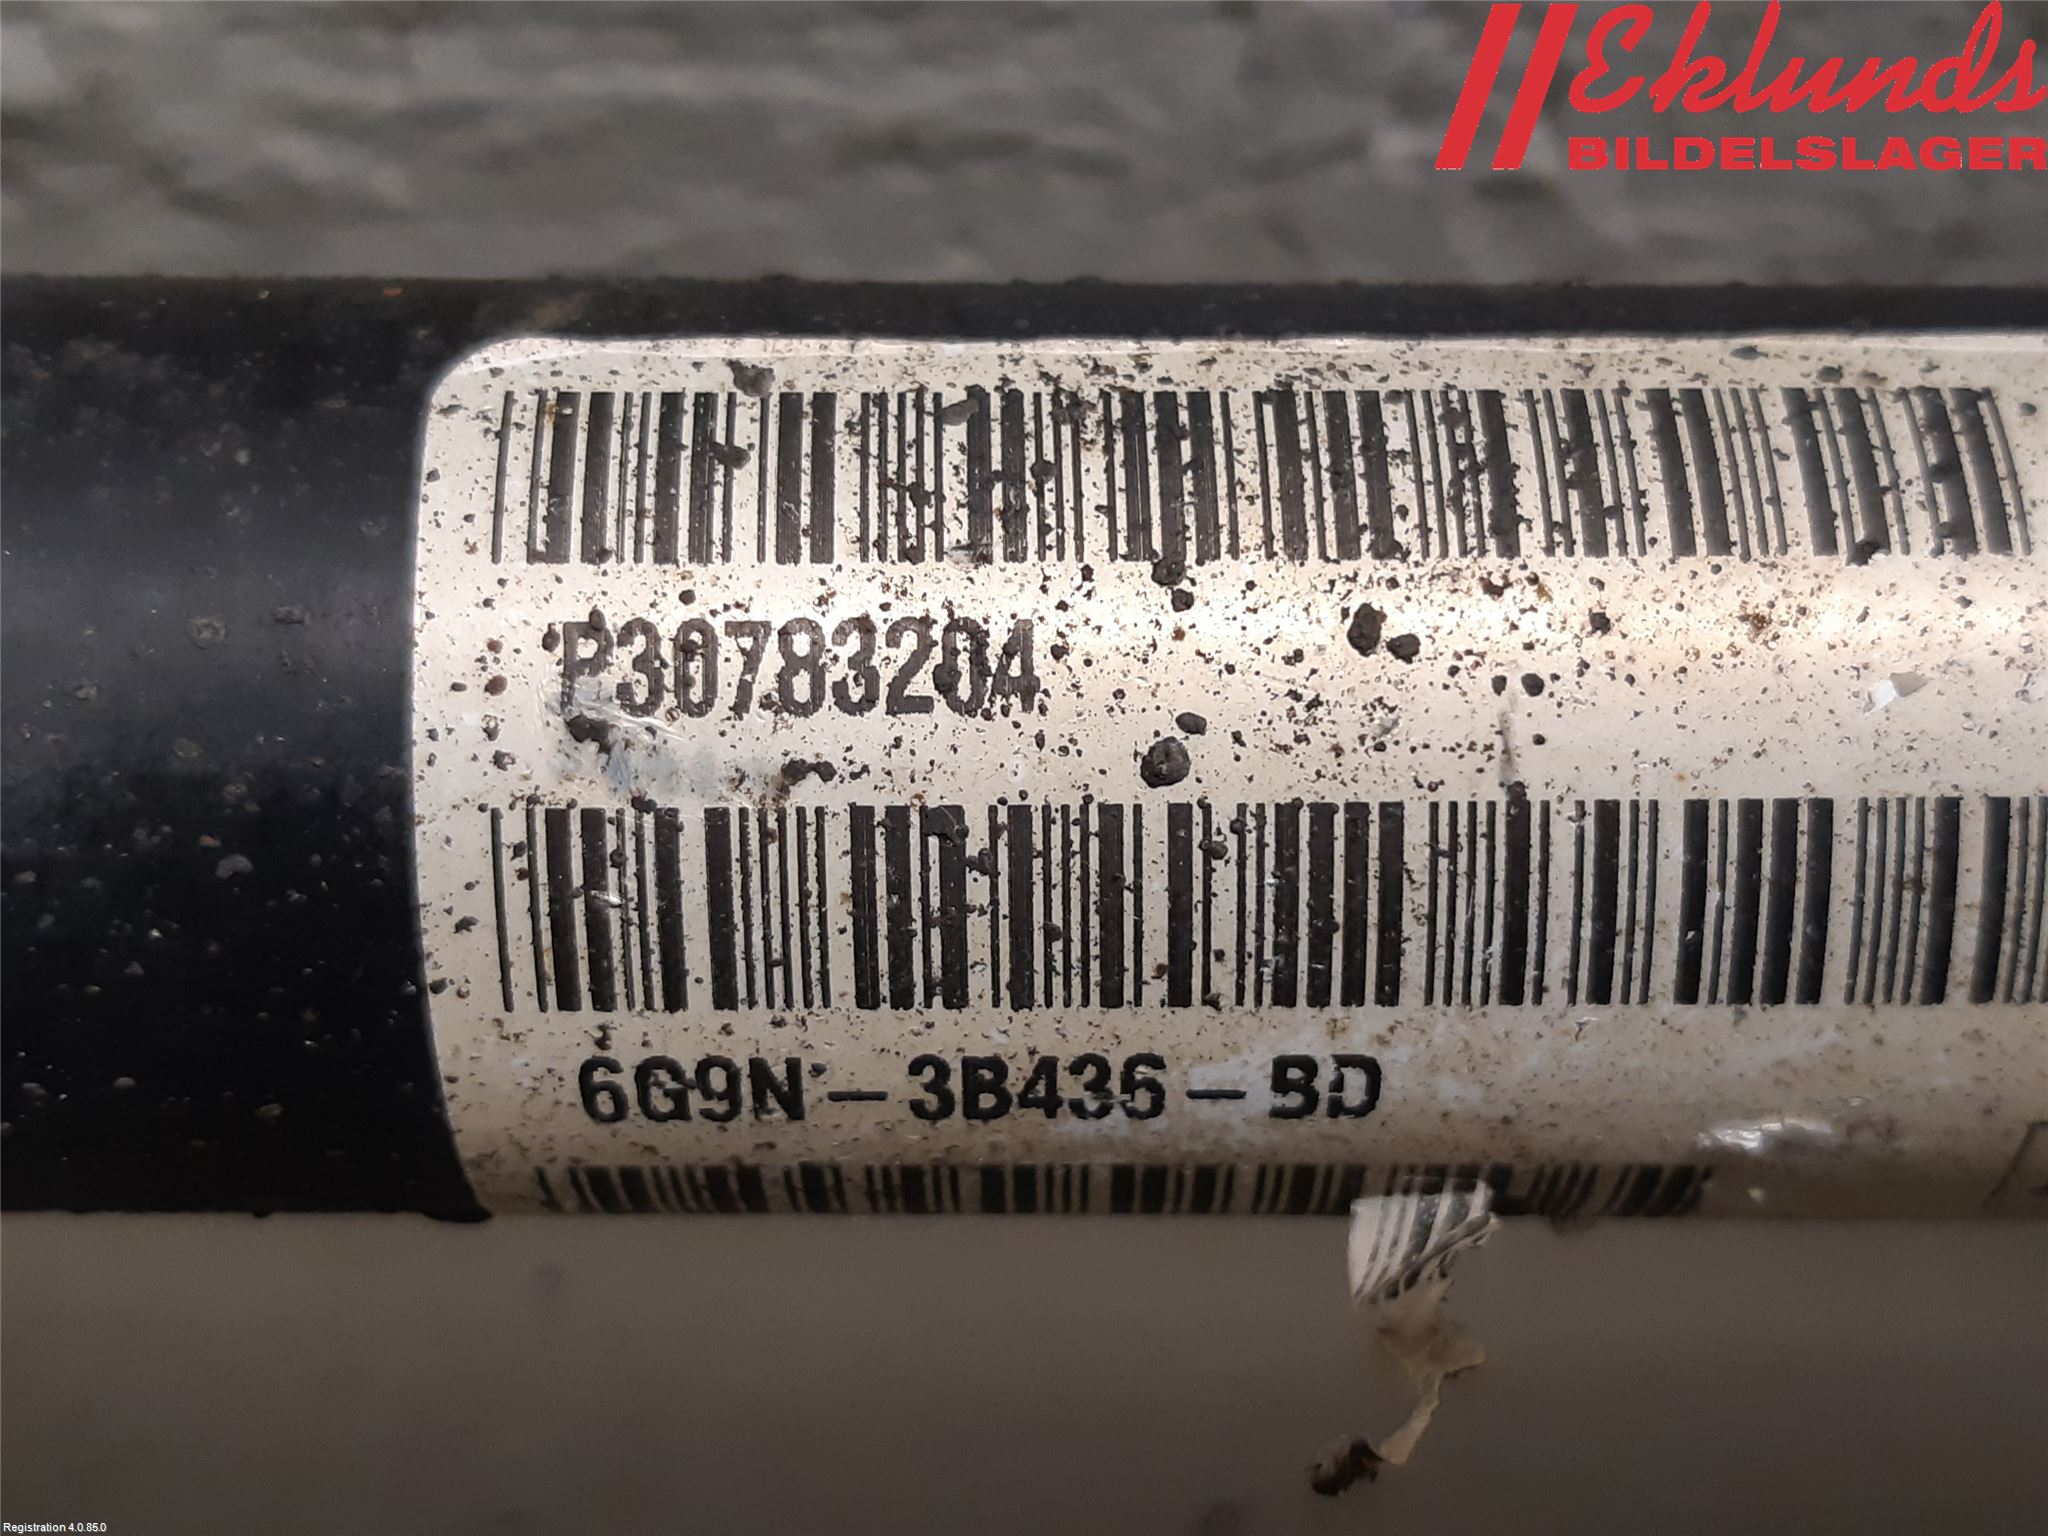 Eklunds
BILDELSLAGER
P30783204
6G9N-3B436-BD
Registration 4.0.85.0